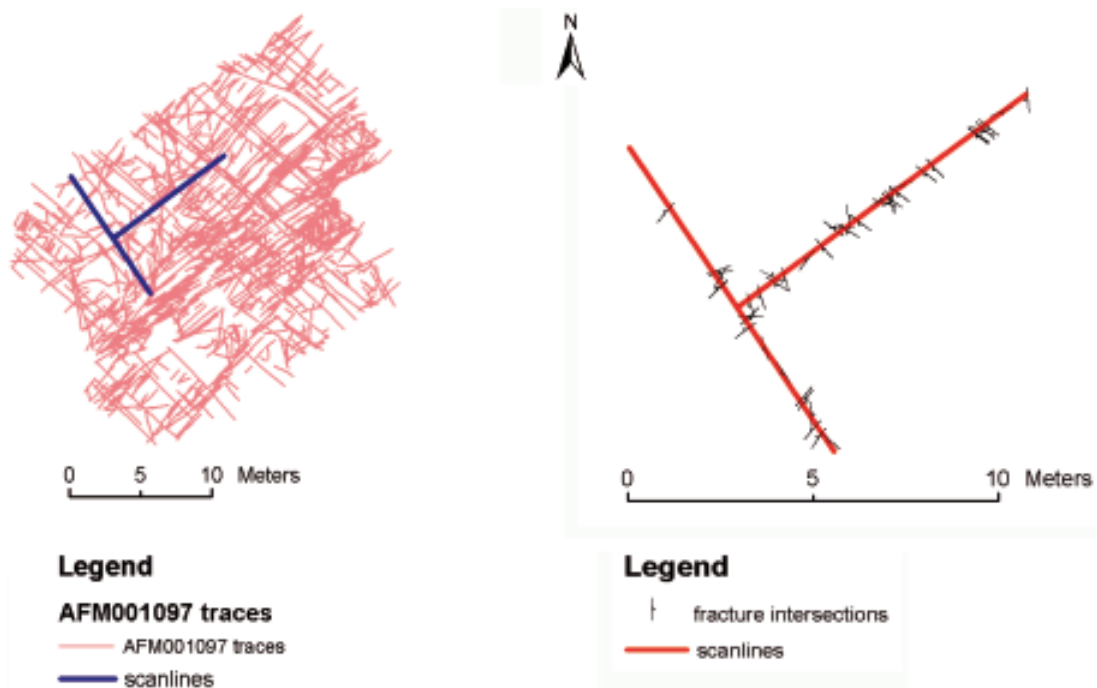 N
0 5 10 Meters
0 5 10 Meters
Legend
AFM001097 traces
AFM001097 traces
scanlines
Legend
fracture intersections
scanlines